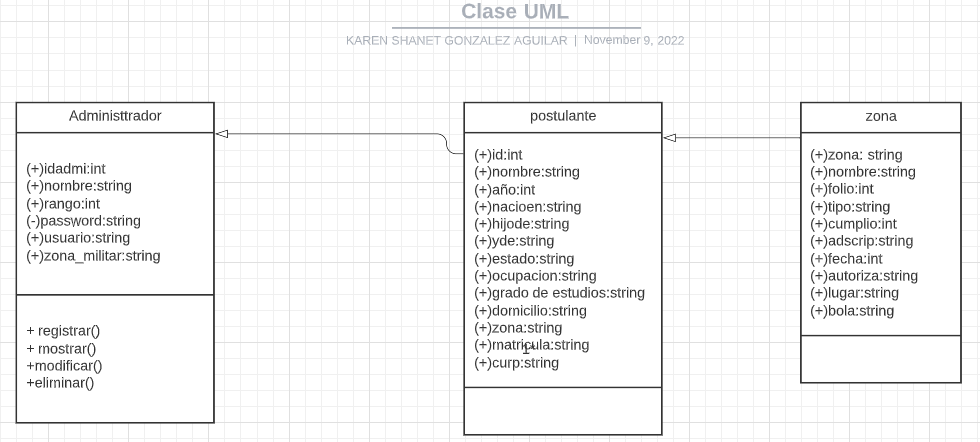 Clase UML
KAREN SHANET GONZALEZ AGUILAR | November 9, 2022
Administtrador
(+)idadmi:int
(+)nombre:string
(+)rango:int
(-)password:string
(+)usuario:string
(+)zona_militar:string
+ registrar()
+ mostrar()
+modificar()
+eliminar()
postulante
(+)id:int
(+)nombre:string
(+)año:int
(+)nacioen:string
(+)hijode:string
(+)yde:string
(+)estado:string
(+)ocupacion:string
(+)grado de estudios:string
(+)domicilio:string
(+)zona:string
(+)matricula:string
(+)curp:string
zona
(+)zona: string
(+)nombre:string
(+)folio:int
(+)tipo:string
(+)cumplio:int
(+)adscrip:string
(+)fecha:int
(+)autoriza:string
(+)lugar:string
(+)bola:string